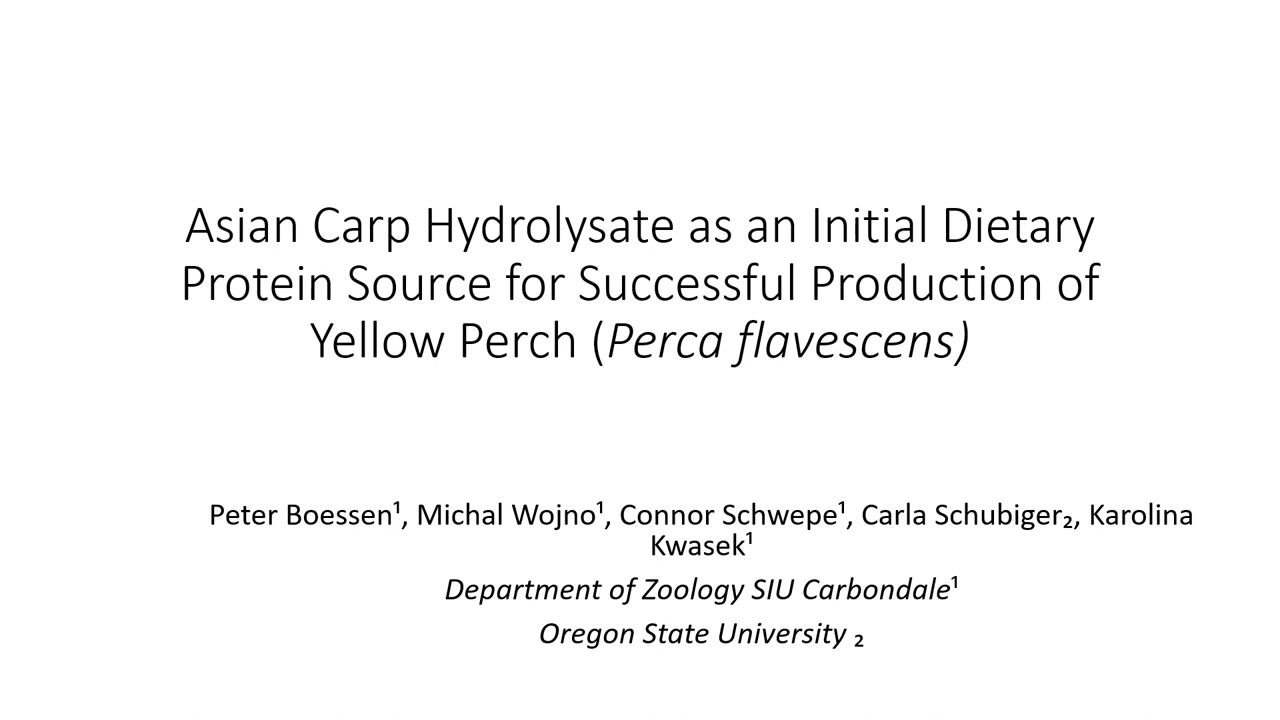 Asian Carp Hydrolysate as an Initial Dietary
Protein Source for Successful Production of
Yellow Perch (Perca flavescens)
Peter Boessen¹, Michal Wojno¹, Connor Schwepe¹, Carla Schubiger₂, Karolina
Kwasek¹
Department of Zoology SIU Carbondale¹
Oregon State University ₂